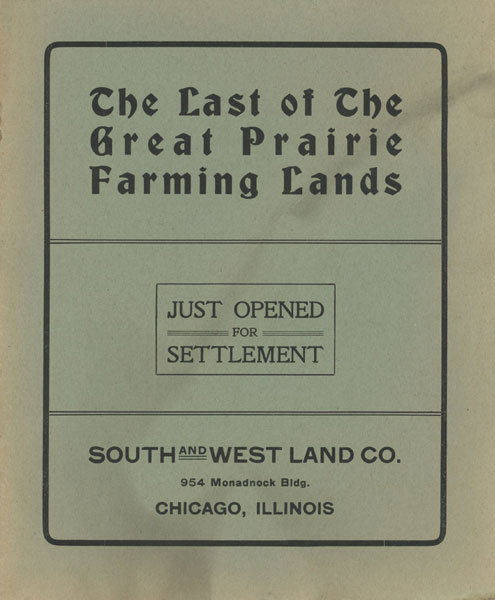 The Last of The
Great Prairie
Farming Lands
JUST OPENED
FOR
SETTLEMENT
SOUTH AND WEST LAND CO.
954 Monadnock Bldg.
CHICAGO, ILLINOIS